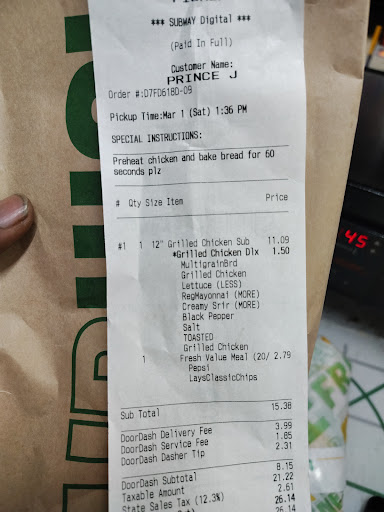 *** SUBWAY Digital ***
(Paid In Full)
Customer Name:
PRINCE J
Order #:D7FD61BD-09
Pickup Time:Mar 1 (Sat) 1:36 PM
SPECIAL INSTRUCTIONS:
Preheat chicken and bake bread for 60
seconds plz
# Qty Size Item Price
#1 1 12" Grilled Chicken Sub 11.09
*Grilled Chicken Dlx 1.50
MultigrainBrd
Grilled Chicken
Lettuce (LESS)
RegMayonnai (MORE)
Creamy Srir (MORE)
Black Pepper
Salt
TOASTED
Grilled Chicken
1 Fresh Value Meal (20/ 2.79
Pepsi
LaysClassicChips
Sub Total 15.38
DoorDash Delivery Fee 3.99
DoorDash Service Fee 1.85
DoorDash Dasher Tip 2.31
DoorDash Subtotal 8.15
Taxable Amount 21.22
State Sales Tax (12.3%) 2.61
26.14
26.14
45